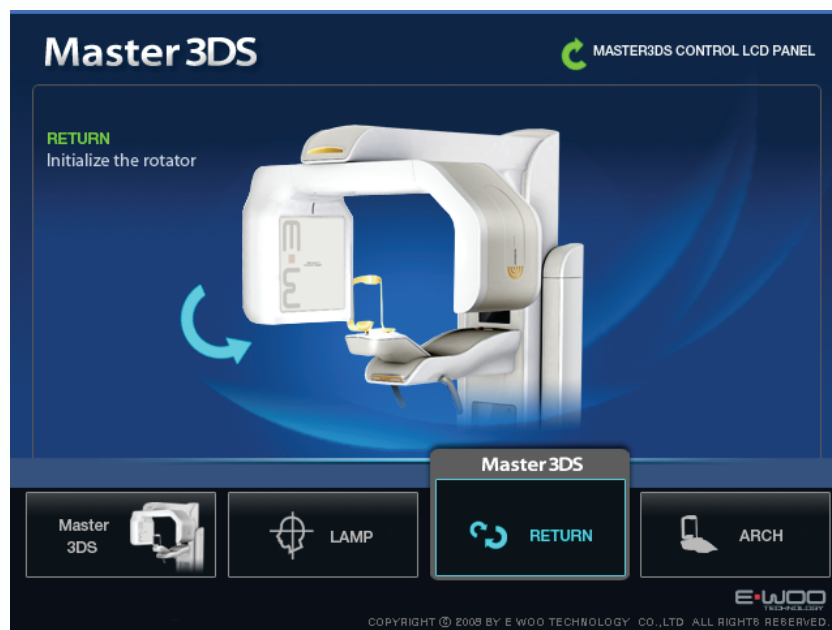 Master 3DS
MASTER3DS CONTROL LCD PANEL
RETURN
Initialize the rotator
E·W
Master 3DS
Master
3DS
LAMP
RETURN
ARCH
E·WOO
TECHNOLOGY
COPYRIGHT © 2008 BY E WOO TECHNOLOGY CO.,LTD ALL RIGHTS RESERVED.